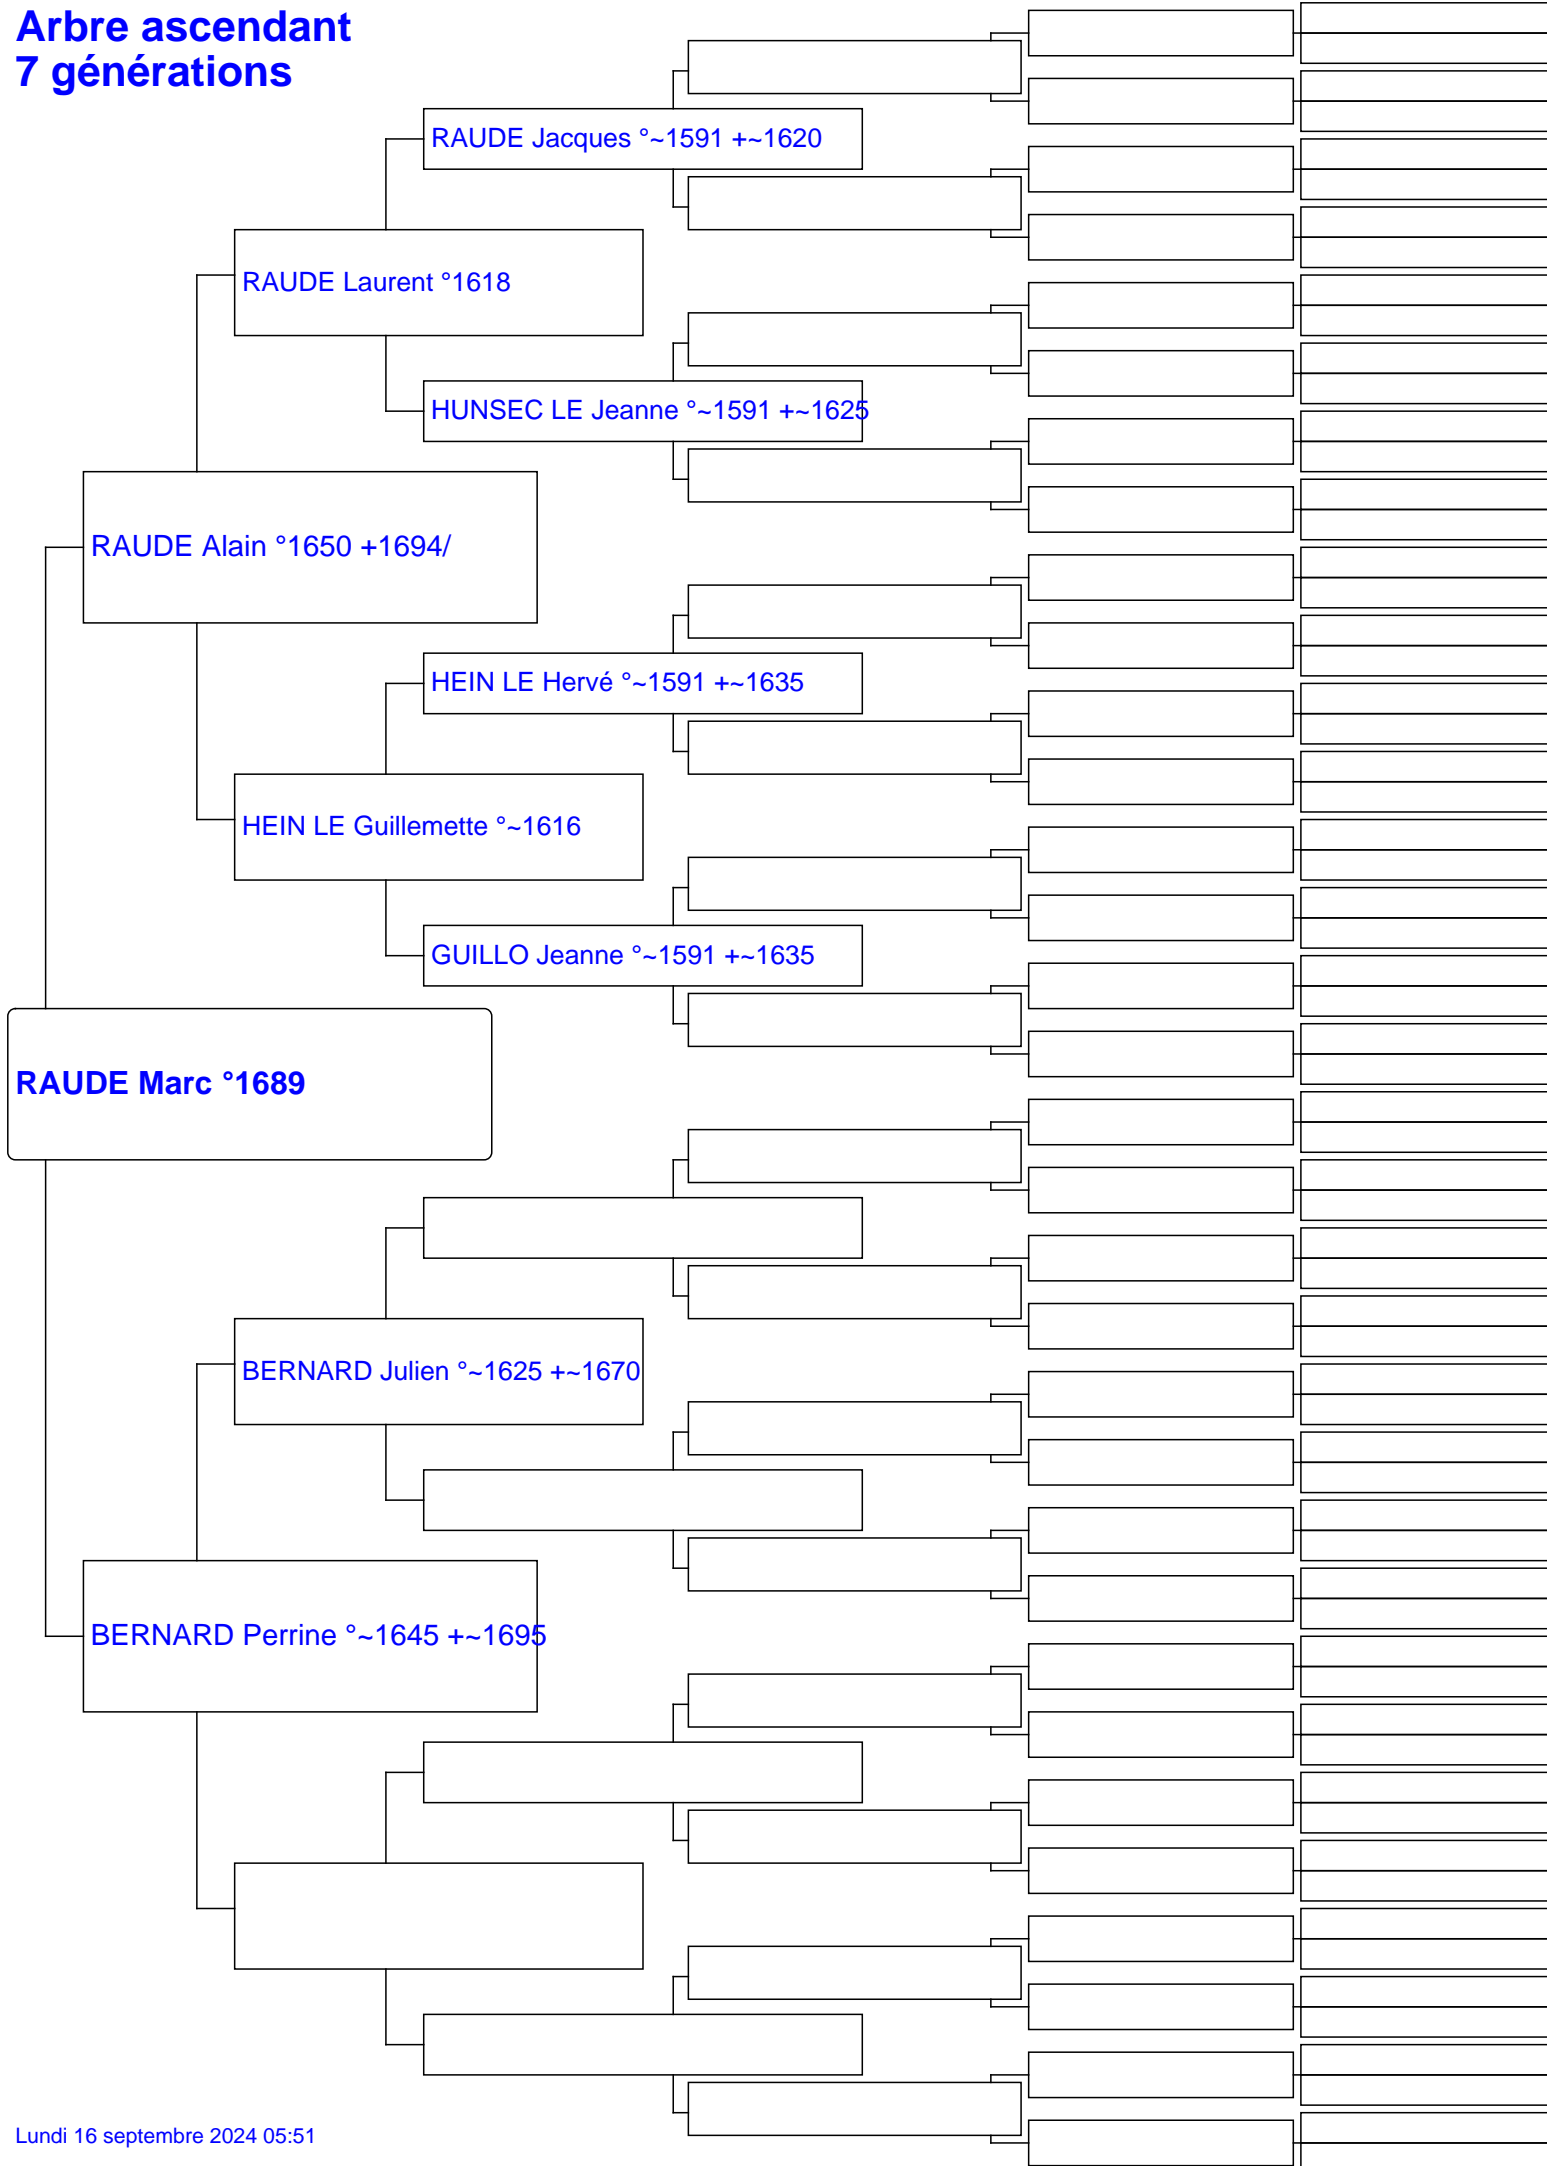 Arbre ascendant
7 générations
RAUDE Jacques °~1591 +~1620
RAUDE Laurent °1618
HUNSEC LE Jeanne °~1591 +~1625
RAUDE Alain °1650 +1694/
HEIN LE Hervé °~1591 +~1635
HEIN LE Guillemette °~1616
GUILLO Jeanne °~1591 +~1635
RAUDE Marc °1689
BERNARD Julien °~1625 +~1670
BERNARD Perrine °~1645 +~1695
Lundi 16 septembre 2024 05:51